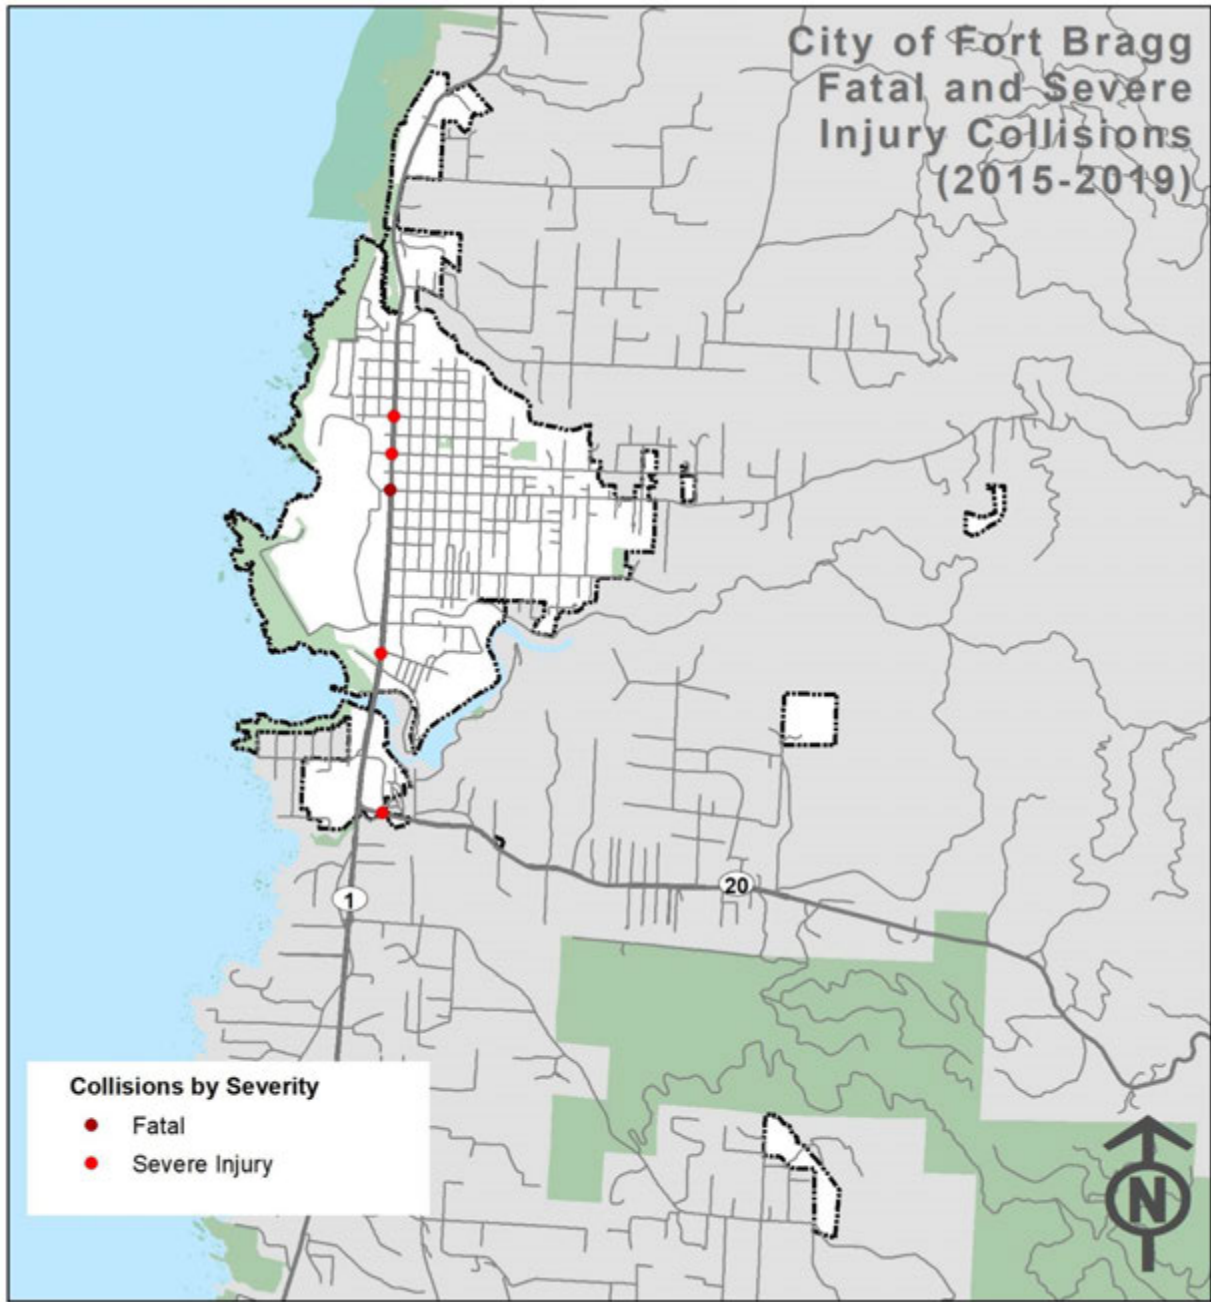 City of Fort Bragg
Fatal and Severe
Injury Collisions
(2015-2019)
20
1
Collisions by Severity
Fatal
Severe Injury
N